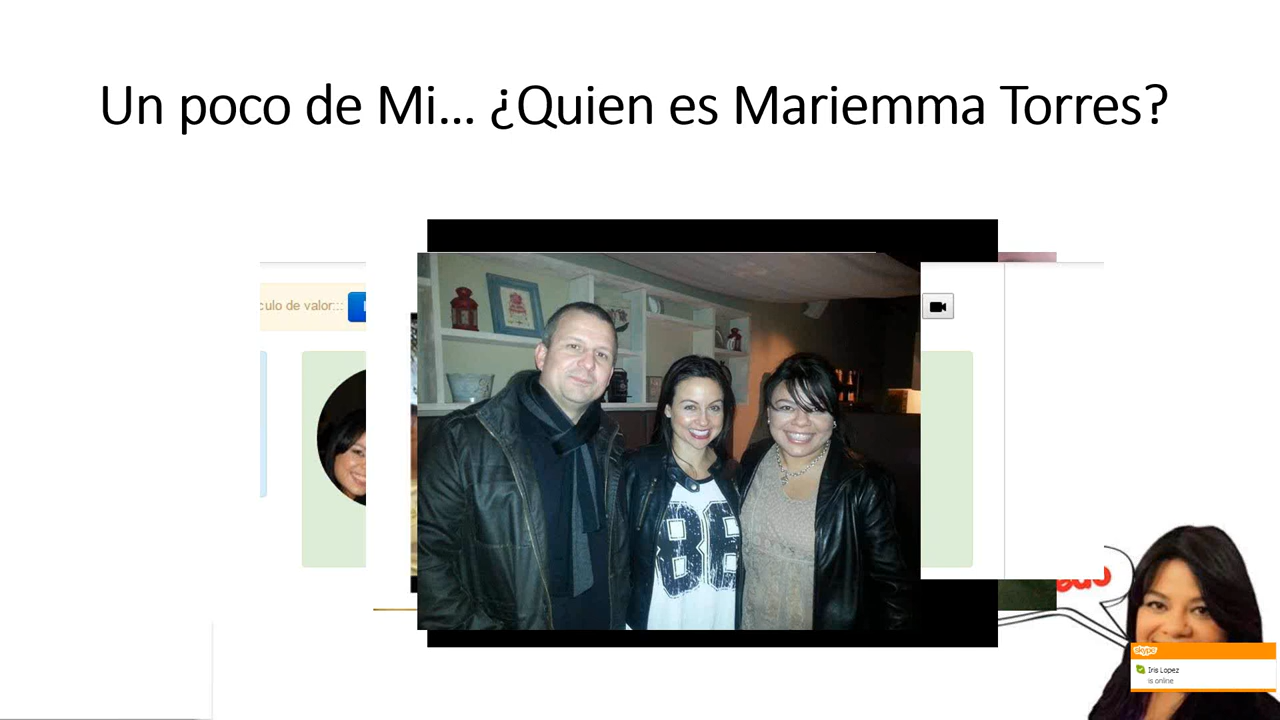 Un poco de Mi... ¿Quien es Mariemma Torres?
culo de valor:::
88
skype
Iris Lopez
is online